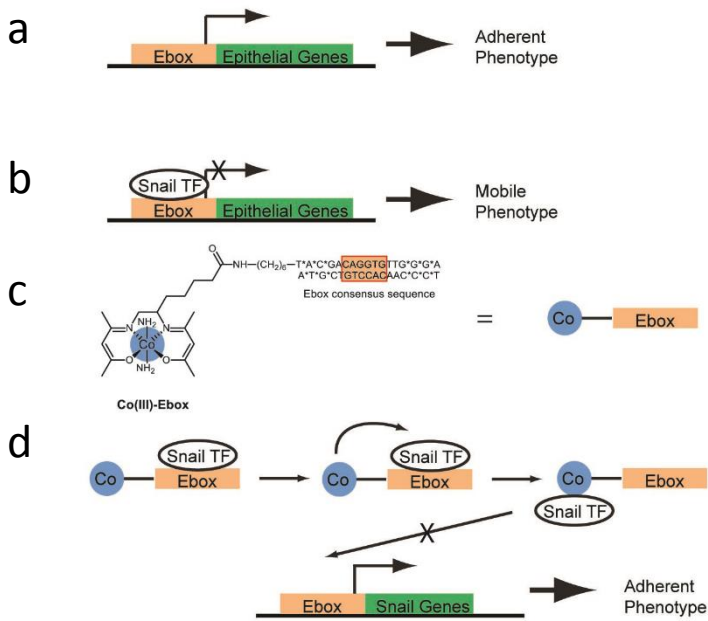 a
Ebox Epithelial Genes
Adherent
Phenotype
b
Snail TF
X
Ebox Epithelial Genes
Mobile
Phenotype
c
O
NH—(CH₂)₆—T*A*C*GACAGGTGTTG*G*G*A
A*T*G*CTGTCCACAAC*C*C*T
Ebox consensus sequence
NH₂
N N
Co
O O
NH₂
Co(III)-Ebox
=
Co Ebox
d
Snail TF
Co Ebox
Snail TF
Co Ebox
Co Ebox
Snail TF
X
Ebox Snail Genes
Adherent
Phenotype